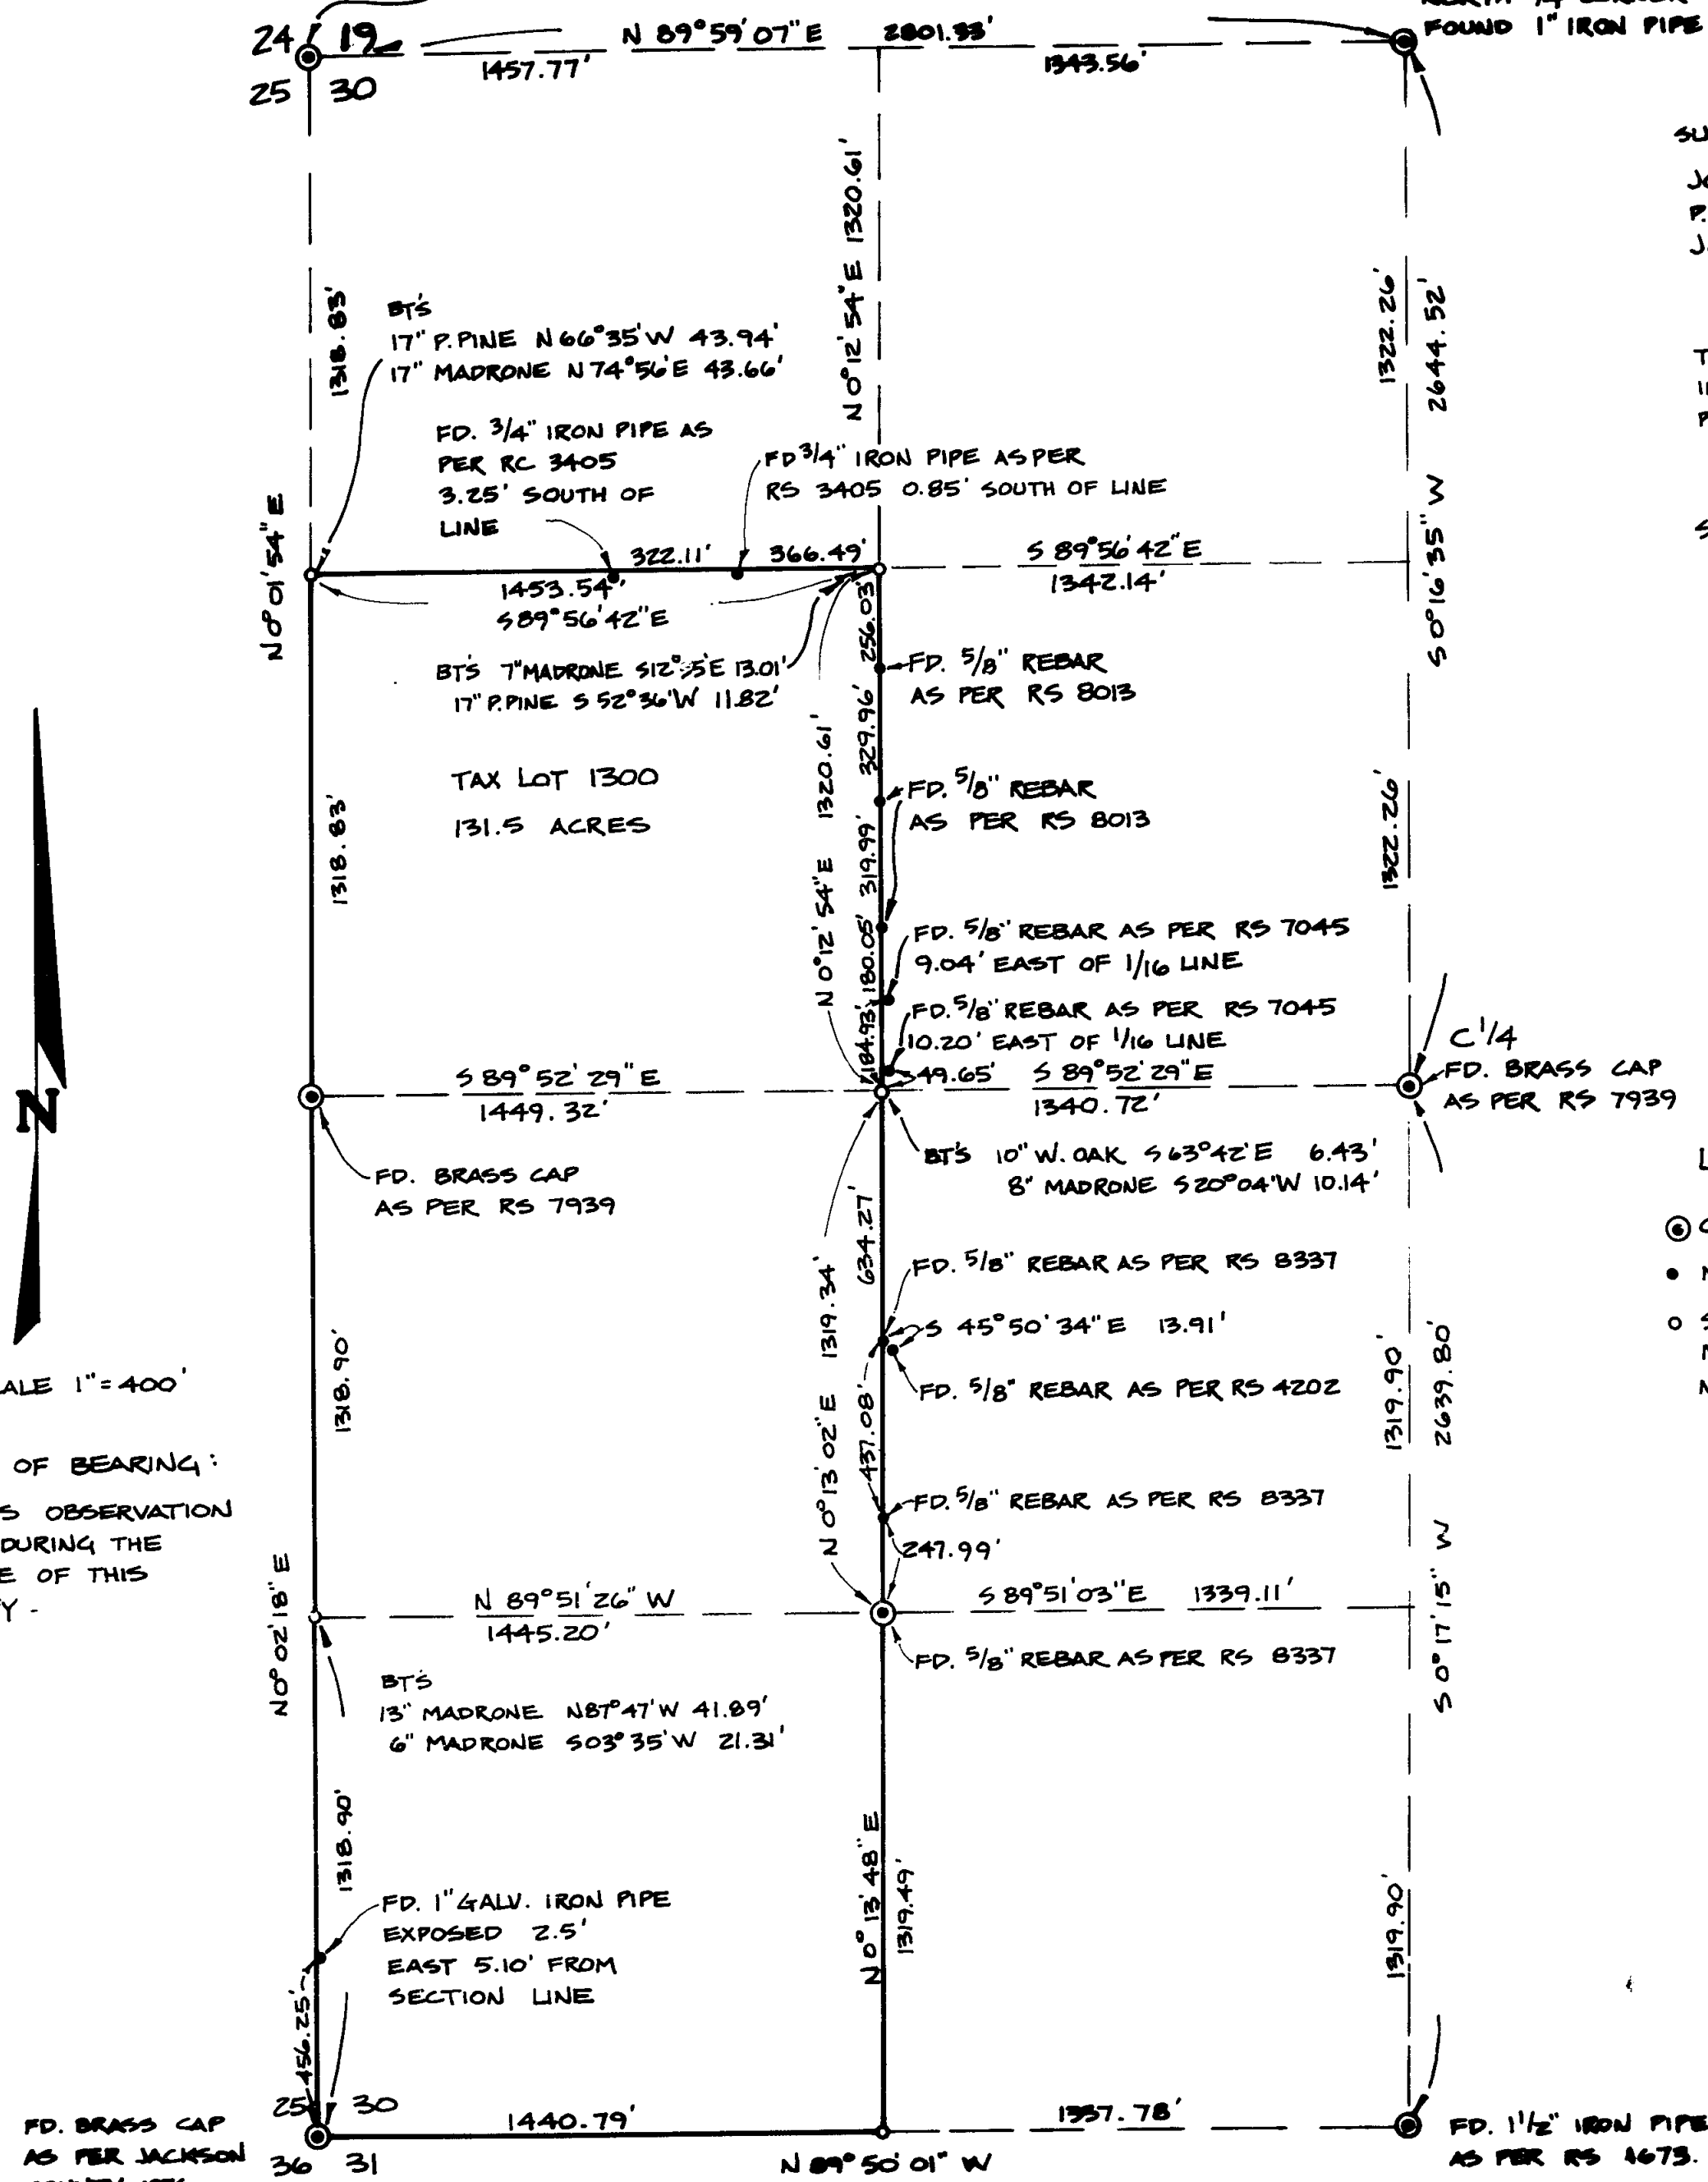 24 19
25 30
N 89°59'07" E 2801.33'
1457.77'
1343.56'
FOUND 1" IRON PIPE
1318.83'
N 0°12'54" E 1320.61'
1322.26'
2644.52'
BT'S
17" P.PINE N 66°35'W 43.94'
17" MADRONE N 74°56'E 43.66'
FD. 3/4" IRON PIPE AS
PER RC 3405
3.25' SOUTH OF
LINE
FD 3/4" IRON PIPE AS PER
RS 3405 0.85' SOUTH OF LINE
N 0°01'54" E
S 0°16'35" W
322.11' 366.49'
1453.54'
S 89°56'42" E
S 89°56'42" E
1342.14'
256.03'
BT'S 7" MADRONE E 13.01'
17" P.PINE S 52°36'W 11.82'
FD. 5/8" REBAR
AS PER RS 8013
329.96'
TAX LOT 1300
131.5 ACRES
1318.83'
N 0°12'54" E 1320.61'
FD. 5/8" REBAR
AS PER RS 8013
319.99'
1322.26'
180.05'
FD. 5/8" REBAR AS PER RS 7045
9.04' EAST OF 1/16 LINE
184.93'
FD. 5/8" REBAR AS PER RS 7045
10.20' EAST OF 1/16 LINE
49.65'
S 89°52'29" E
1449.32'
S 89°52'29" E
1340.72'
C 1/4
FD. BRASS CAP
AS PER RS 7939
N
FD. BRASS CAP
AS PER RS 7939
BT'S 10" W. OAK S 63°42'E 6.43'
8" MADRONE S 20°04'W 10.14'
634.27'
FD. 5/8" REBAR AS PER RS 8337
S 45°50'34" E 13.91'
FD. 5/8" REBAR AS PER RS 4202
N 0°13'02" E 1319.34'
437.08'
1318.90'
1319.90'
2639.80'
ALE 1"=400'
OF BEARING:
S OBSERVATION
DURING THE
E OF THIS
Y -
FD. 5/8" REBAR AS PER RS 8337
247.99'
N 0°02'18" E
N 89°51'26" W
1445.20'
S 89°51'03" E 1339.11'
FD. 5/8" REBAR AS PER RS 8337
S 0°17'15" W
BT'S
13" MADRONE N87°47'W 41.89'
6" MADRONE S03°35'W 21.31'
1318.90'
N 0°13'48" E
1319.49'
1319.90'
FD. 1" GALV. IRON PIPE
EXPOSED 2.5'
EAST 5.10' FROM
SECTION LINE
456.25'
25 30
36 31
1440.79'
1337.78'
N 89°50'01" W
FD. BRASS CAP
AS PER JACKSON
FD. 1 1/2" IRON PIPE
AS PER RS 4673.